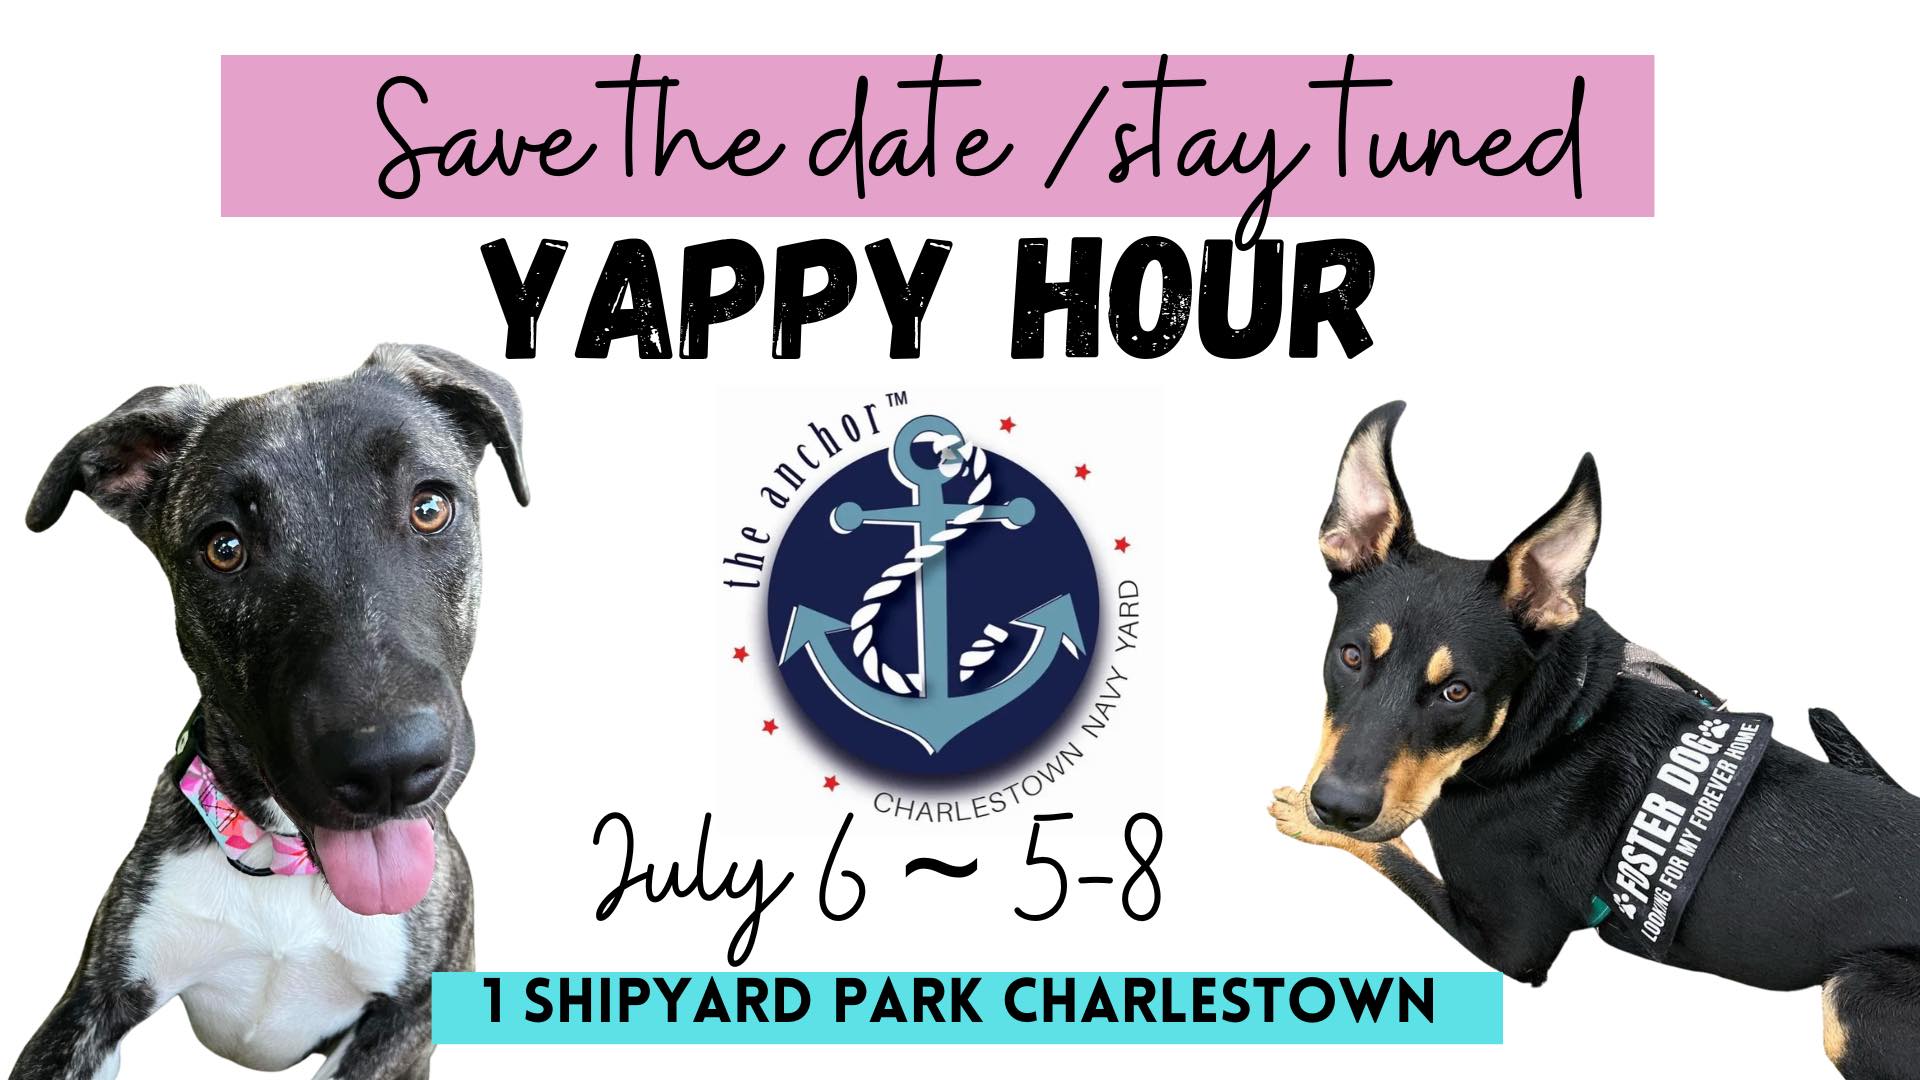 Save the date / stay tuned
YAPPY HOUR
the anchor™
CHARLESTOWN NAVY YARD
FOSTER DOG
LOOKING FOR MY FOREVER HOME
July 6 ~ 5-8
1 SHIPYARD PARK CHARLESTOWN